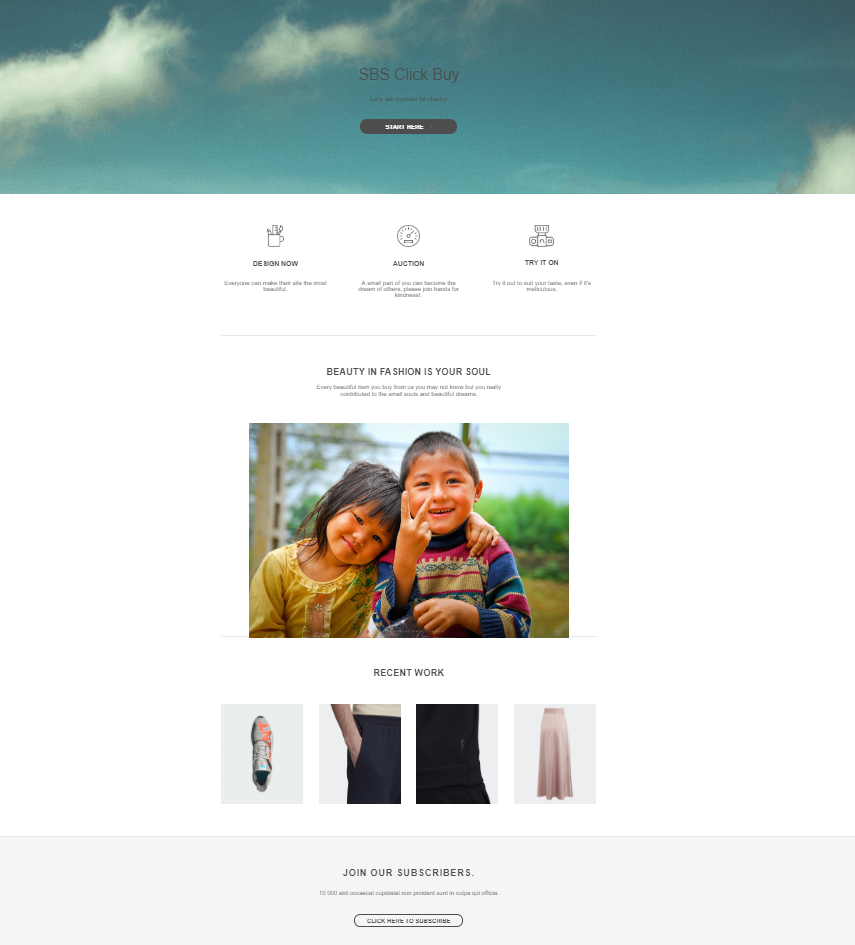 SBS Click Buy
Let's sell together for charity!
START HERE
DESIGN NOW
AUCTION
TRY IT ON
Everyone can make their site the most
beautiful.
A small part of you can become the
dream of others, please join hands for
kindness!.
Try it out to suit your taste, even if it's
meticulous.
BEAUTY IN FASHION IS YOUR SOUL
Every beautiful item you buy from us you may not know but you really
contributed to the small souls and beautiful dreams.
RECENT WORK
JOIN OUR SUBSCRIBERS.
10 000 sint occaecat cupidatat non proident sunt in culpa qui officia.
CLICK HERE TO SUBSCRIBE